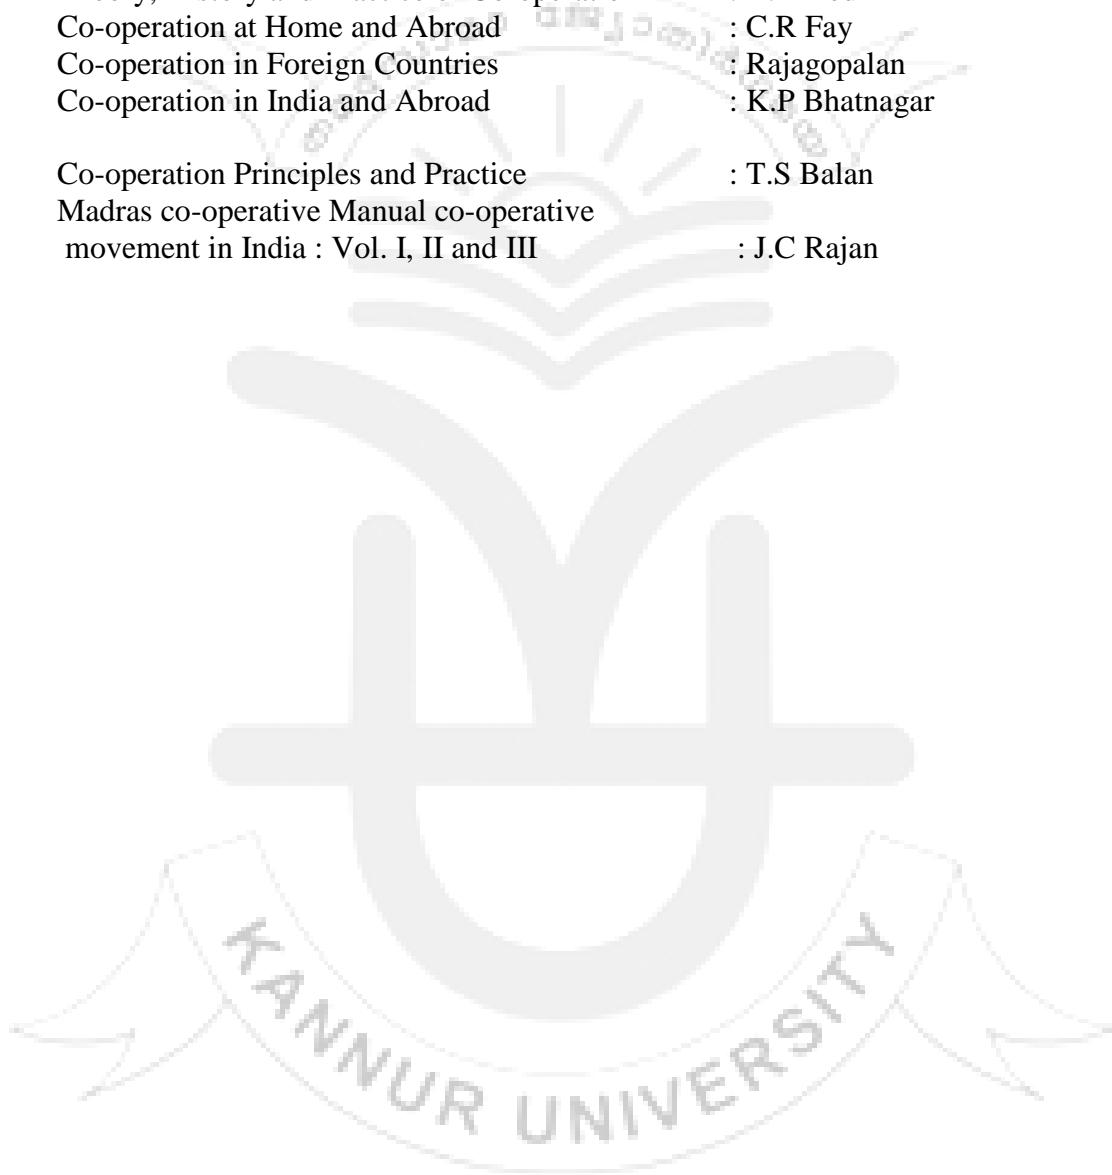 Co-operation at Home and Abroad : C.R Fay
Co-operation in Foreign Countries : Rajagopalan
Co-operation in India and Abroad : K.P Bhatnagar
Co-operation Principles and Practice : T.S Balan
Madras co-operative Manual co-operative
movement in India : Vol. I, II and III : J.C Rajan
KANNUR UNIVERSITY